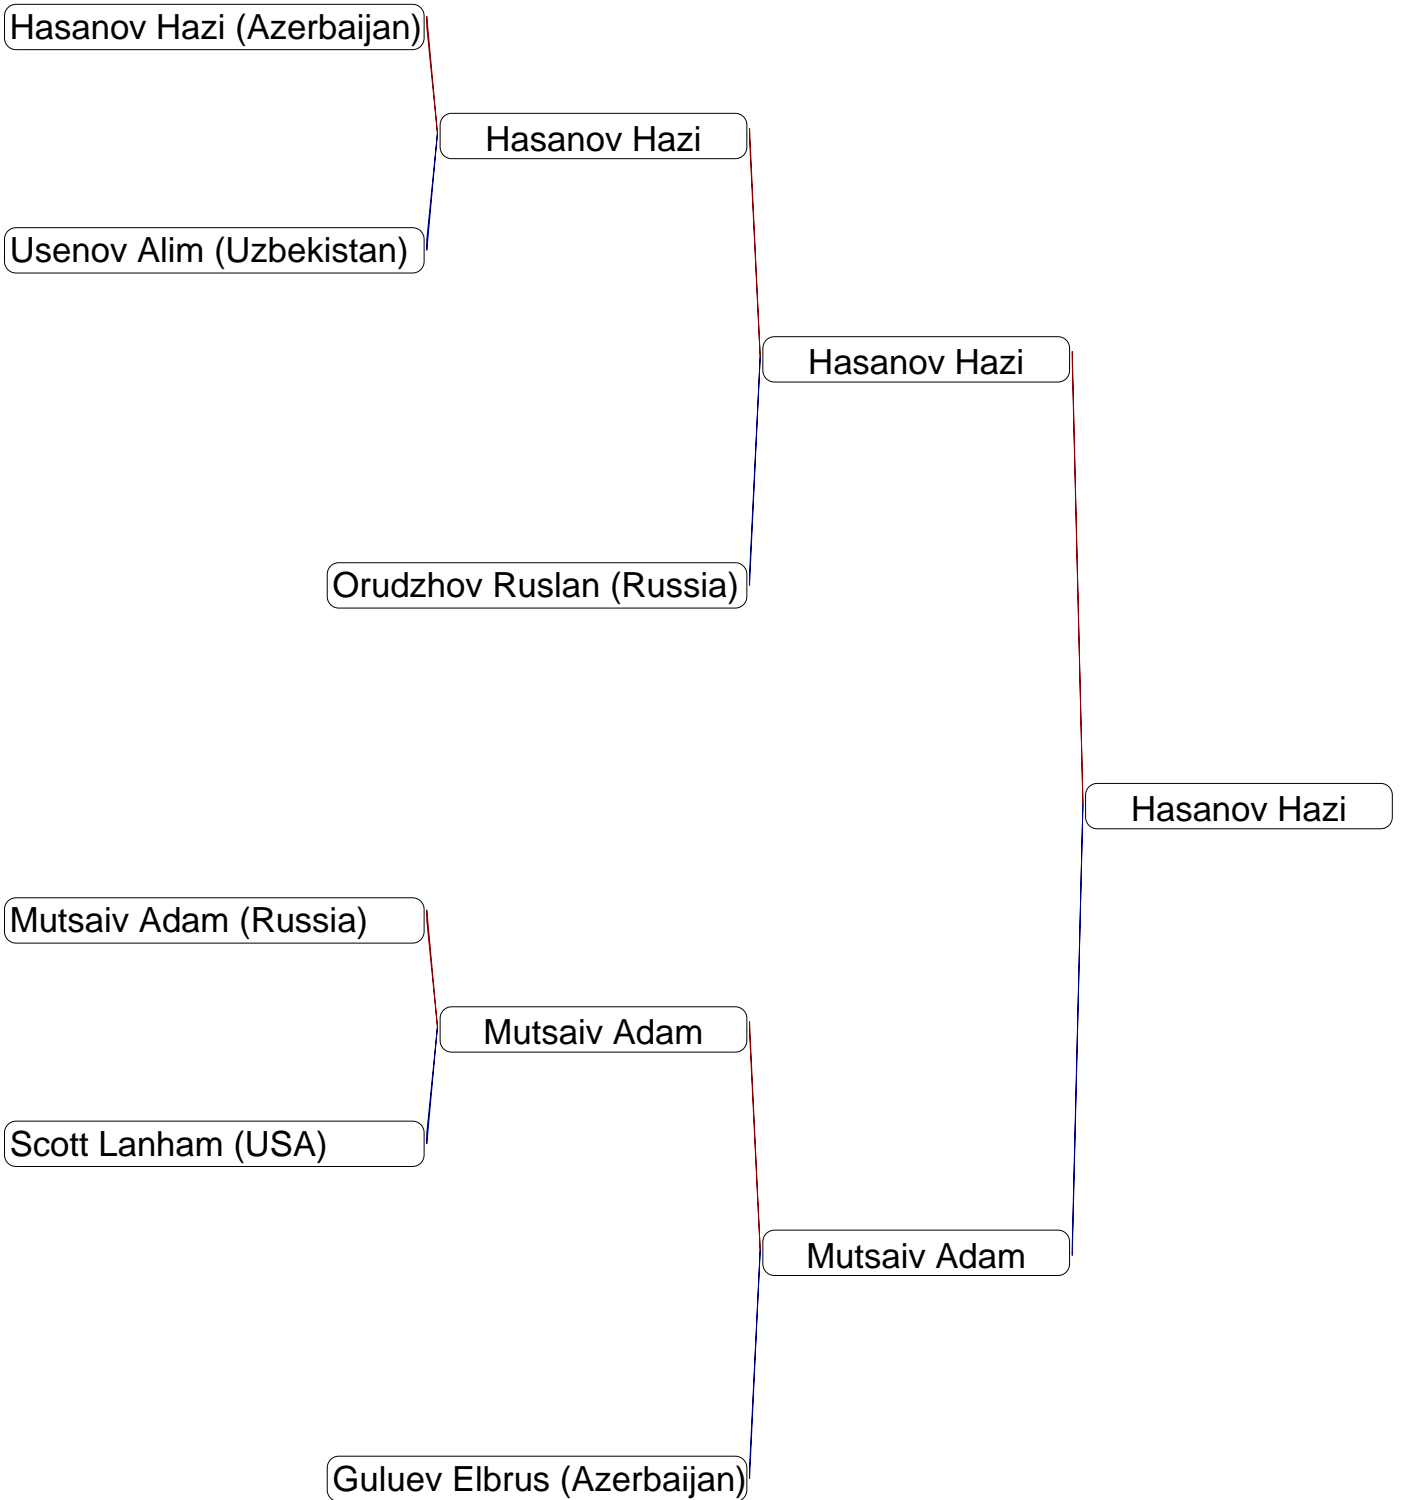 Hasanov Hazi (Azerbaijan)
Hasanov Hazi
Usenov Alim (Uzbekistan)
Hasanov Hazi
Orudzhov Ruslan (Russia)
Hasanov Hazi
Mutsaiv Adam (Russia)
Mutsaiv Adam
Scott Lanham (USA)
Mutsaiv Adam
Guluev Elbrus (Azerbaijan)